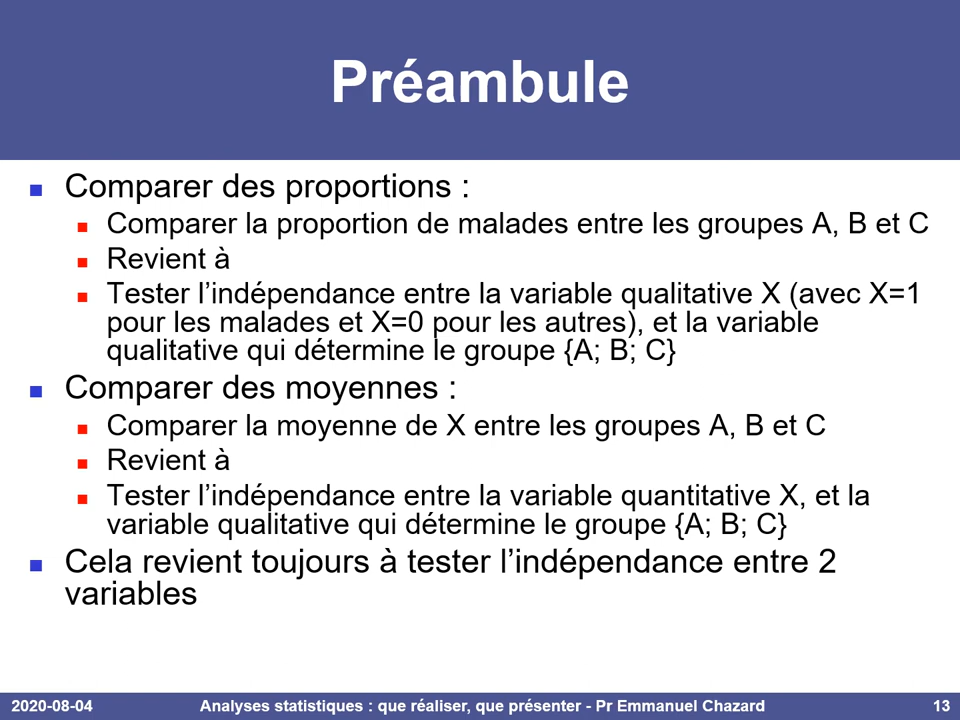 Préambule
Comparer des proportions :
Comparer la proportion de malades entre les groupes A, B et C
Revient à
Tester l’indépendance entre la variable qualitative X (avec X=1
pour les malades et X=0 pour les autres), et la variable
qualitative qui détermine le groupe {A; B; C}
Comparer des moyennes :
Comparer la moyenne de X entre les groupes A, B et C
Revient à
Tester l’indépendance entre la variable quantitative X, et la
variable qualitative qui détermine le groupe {A; B; C}
Cela revient toujours à tester l’indépendance entre 2
variables
2020-08-04 Analyses statistiques : que réaliser, que présenter - Pr Emmanuel Chazard 13